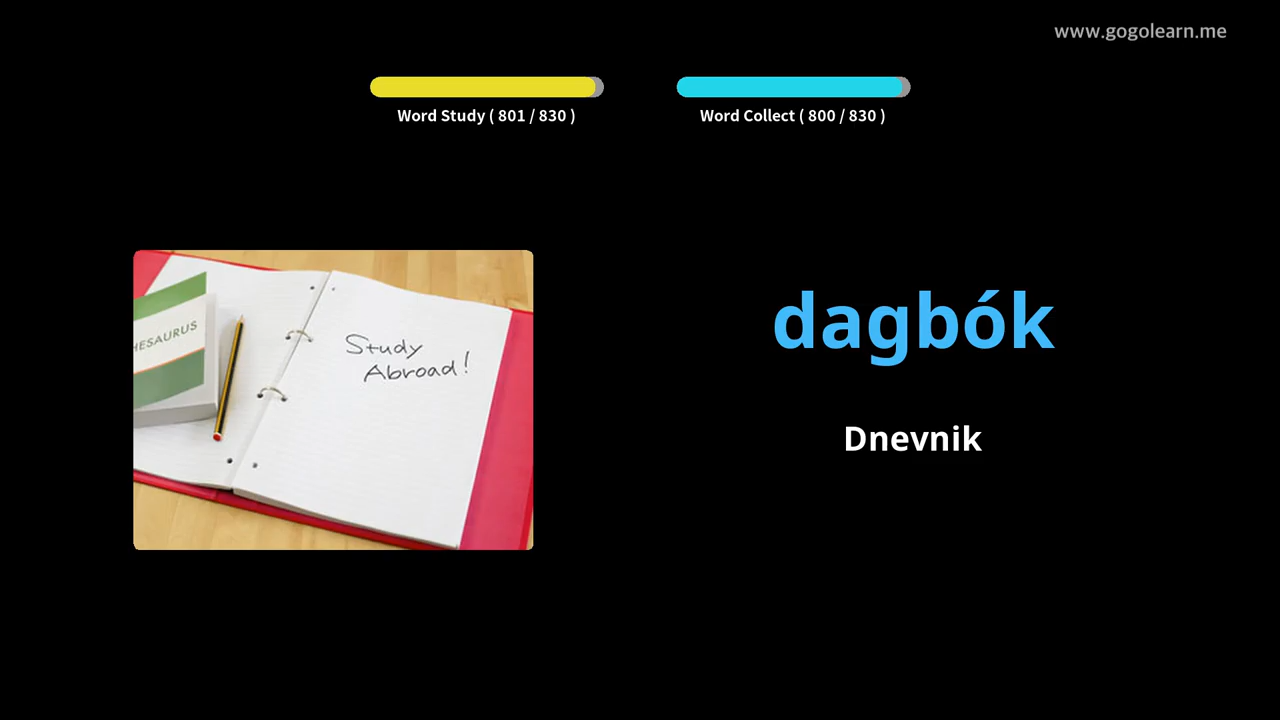 www.gogolearn.me
Word Study ( 801 / 830 )
Word Collect ( 800 / 830 )
HESAURUS
Study
Abroad!
dagbók
Dnevnik